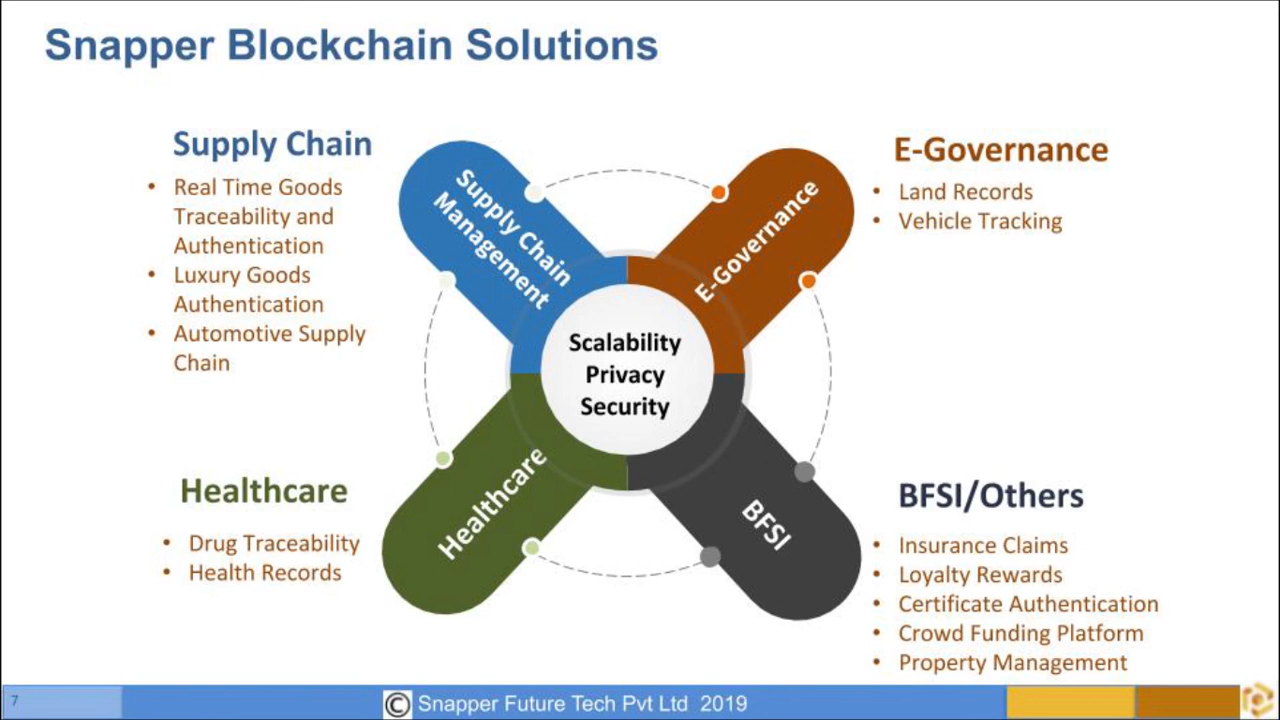 Snapper Blockchain Solutions
Supply Chain
• Real Time Goods
Traceability and
Authentication
• Luxury Goods
Authentication
• Automotive Supply
Chain
Supply Chain
Management
E-Governance
E-Governance
• Land Records
• Vehicle Tracking
Scalability
Privacy
Security
Healthcare
• Drug Traceability
• Health Records
Healthcare
BFSI
BFSI/Others
• Insurance Claims
• Loyalty Rewards
• Certificate Authentication
• Crowd Funding Platform
• Property Management
7
© Snapper Future Tech Pvt Ltd 2019